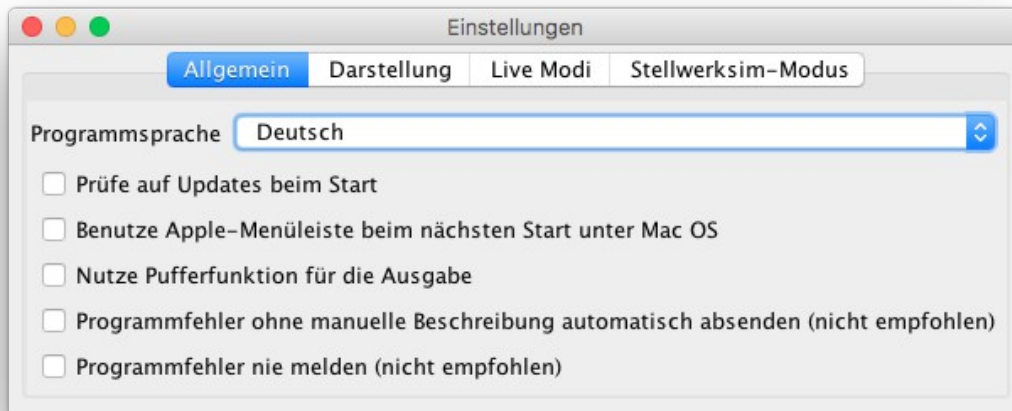 Einstellungen
Allgemein Darstellung Live Modi Stellwerksim-Modus
Programmsprache Deutsch
Prüfe auf Updates beim Start
Benutze Apple-Menüleiste beim nächsten Start unter Mac OS
Nutze Pufferfunktion für die Ausgabe
Programmfehler ohne manuelle Beschreibung automatisch absenden (nicht empfohlen)
Programmfehler nie melden (nicht empfohlen)